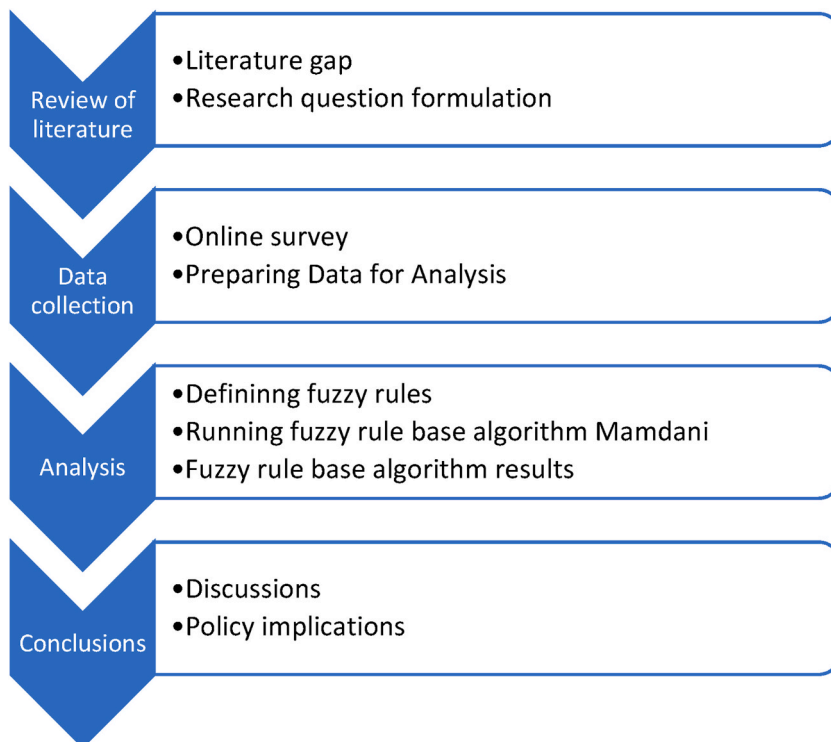 Review of
literature
•Literature gap
•Research question formulation
Data
collection
•Online survey
•Preparing Data for Analysis
Analysis
•Defininng fuzzy rules
•Running fuzzy rule base algorithm Mamdani
•Fuzzy rule base algorithm results
Conclusions
•Discussions
•Policy implications